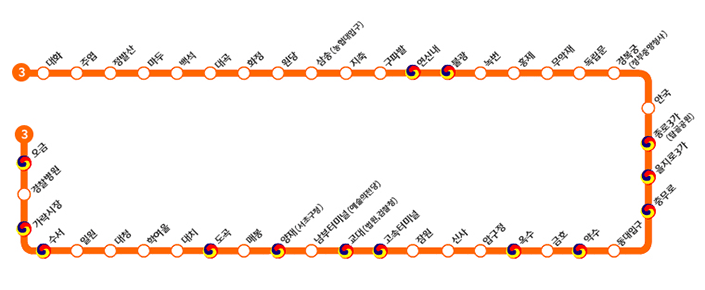 3
대화
주엽
정발산
마두
백석
대곡
화정
원당
삼송 (농협대입구)
지축
구파발
연신내
불광
녹번
홍제
무악재
독립문
경복궁
(정부중앙청사)
안국
종로3가
(탑골공원)
을지로3가
충무로
동대입구
약수
금호
옥수
압구정
신사
잠원
고속터미널
교대 (법원.검찰청)
남부터미널 (예술의전당)
양재 (서초구청)
매봉
도곡
대치
학여울
대청
일원
수서
가락시장
경찰병원
오금
3